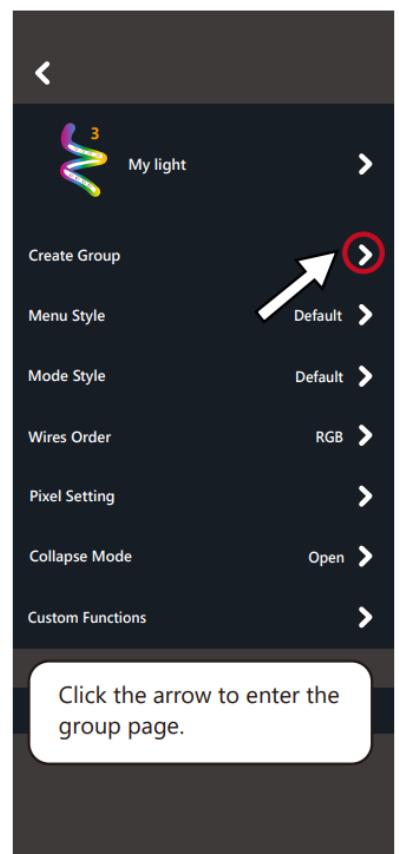 3
My light
Create Group
Menu Style Default
Mode Style Default
Wires Order RGB
Pixel Setting
Collapse Mode Open
Custom Functions
Click the arrow to enter the
group page.